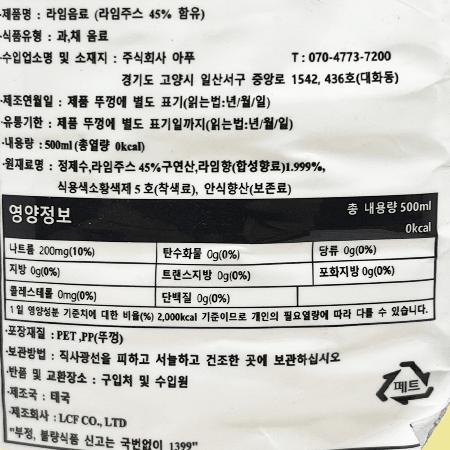 ·제품명 : 라임음료 (라임주스 45% 함유)
·식품유형 : 과,채 음료
·수입업소명 및 소재지 : 주식회사 아푸 T : 070-4773-7200
경기도 고양시 일산서구 중앙로 1542, 436호(대화동)
·제조연월일 : 제품 뚜껑에 별도 표기(읽는법:년/월/일)
·유통기한 : 제품 뚜껑에 별도 표기일까지(읽는법:년/월/일)
·내용량 : 500ml (총열량 0kcal)
·원재료명 : 정제수,라임주스 45%구연산,라임향(합성향료)1.999%,
식용색소황색제 5 호(착색료), 안식향산(보존료)
영양정보 총 내용량 500ml
0kcal
나트륨 200mg(10%) 탄수화물 0g(0%) 당류 0g(0%)
지방 0g(0%) 트랜스지방 0g(0%) 포화지방 0g(0%)
콜레스테롤 0mg(0%) 단백질 0g(0%)
1 일 영양성분 기준치에 대한 비율(%) 2,000kcal 기준이므로 개인의 필요열량에 따라 다를 수 있습니다.
·포장재질 : PET ,PP(뚜껑)
·보관방법 : 직사광선을 피하고 서늘하고 건조한 곳에 보관하십시오
·반품 및 교환장소 : 구입처 및 수입원
·제조국 : 태국
·제조회사 : LCF CO., LTD
"부정, 불량식품 신고는 국번없이 1399"
페트